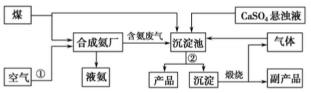 煤
CaSO₄悬浊液
合成氨厂
含氨废气
沉淀池
气体
空气
①
②
液氨
产品
沉淀
煅烧
副产品